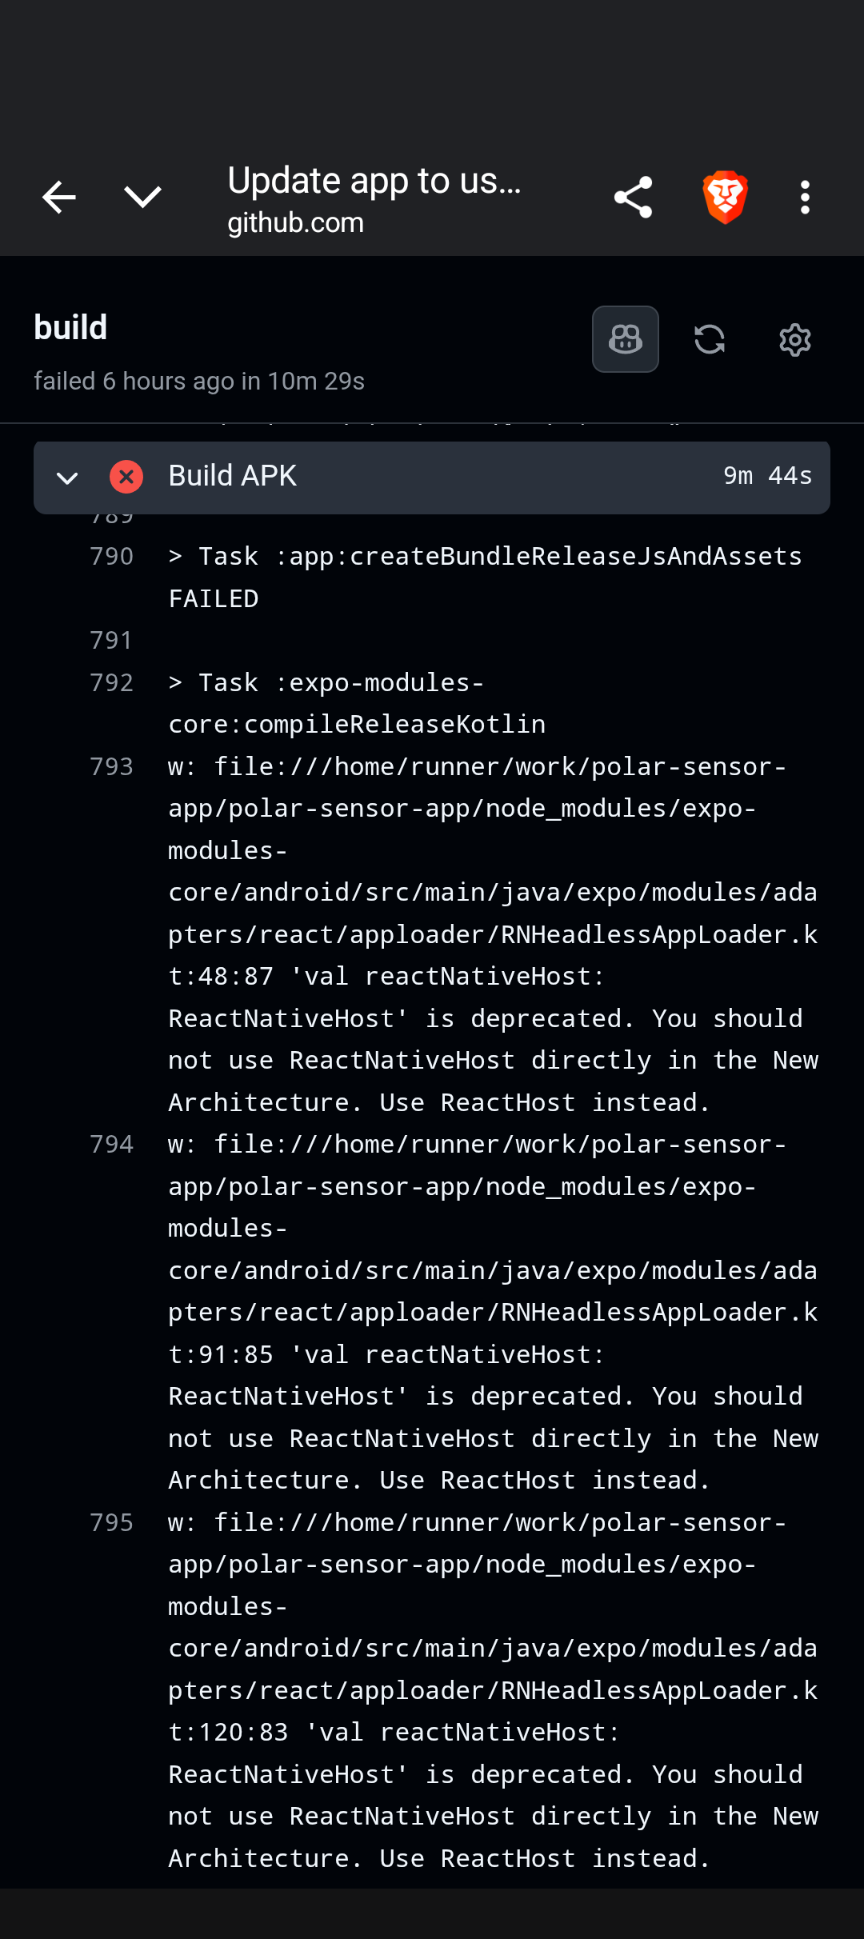 Update app to us...
github.com
build
failed 6 hours ago in 10m 29s
Build APK 9m 44s
789
790 > Task :app:createBundleReleaseJsAndAssets
FAILED
791
792 > Task :expo-modules-
core:compileReleaseKotlin
793 w: file:///home/runner/work/polar-sensor-
app/polar-sensor-app/node_modules/expo-
modules-
core/android/src/main/java/expo/modules/ada
pters/react/apploader/RNHeadlessAppLoader.k
t:48:87 'val reactNativeHost:
ReactNativeHost' is deprecated. You should
not use ReactNativeHost directly in the New
Architecture. Use ReactHost instead.
794 w: file:///home/runner/work/polar-sensor-
app/polar-sensor-app/node_modules/expo-
modules-
core/android/src/main/java/expo/modules/ada
pters/react/apploader/RNHeadlessAppLoader.k
t:91:85 'val reactNativeHost:
ReactNativeHost' is deprecated. You should
not use ReactNativeHost directly in the New
Architecture. Use ReactHost instead.
795 w: file:///home/runner/work/polar-sensor-
app/polar-sensor-app/node_modules/expo-
modules-
core/android/src/main/java/expo/modules/ada
pters/react/apploader/RNHeadlessAppLoader.k
t:120:83 'val reactNativeHost:
ReactNativeHost' is deprecated. You should
not use ReactNativeHost directly in the New
Architecture. Use ReactHost instead.